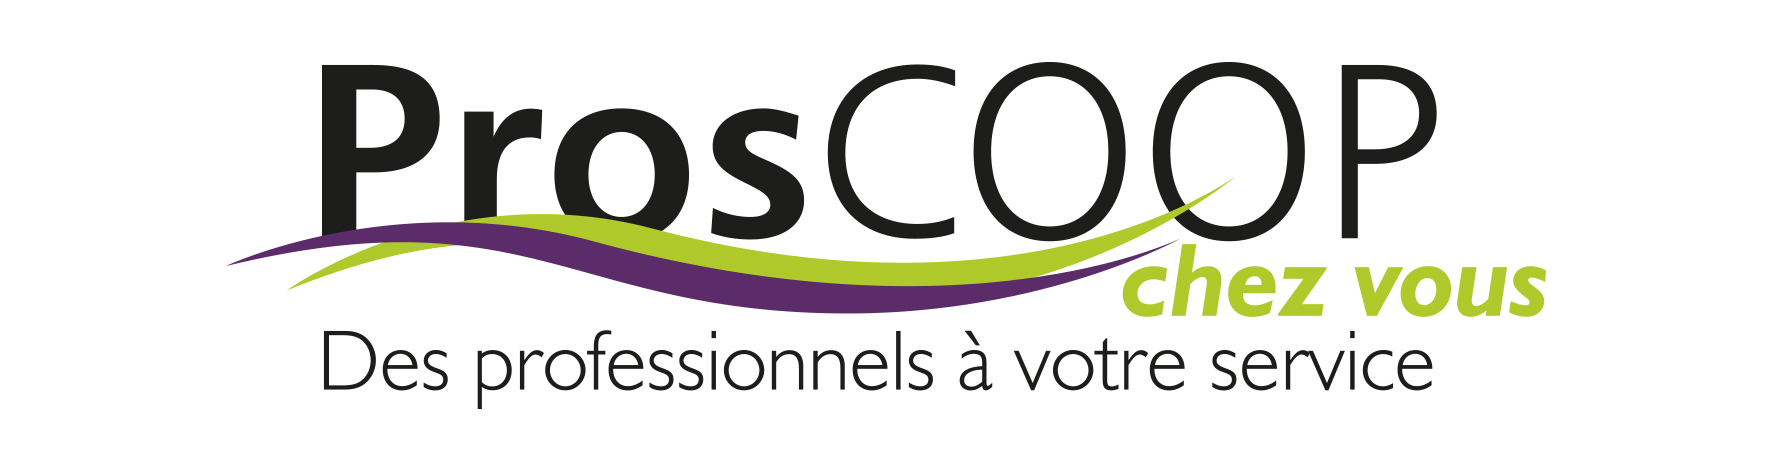 ProsCOOP
chez vous
Des professionnels à votre service